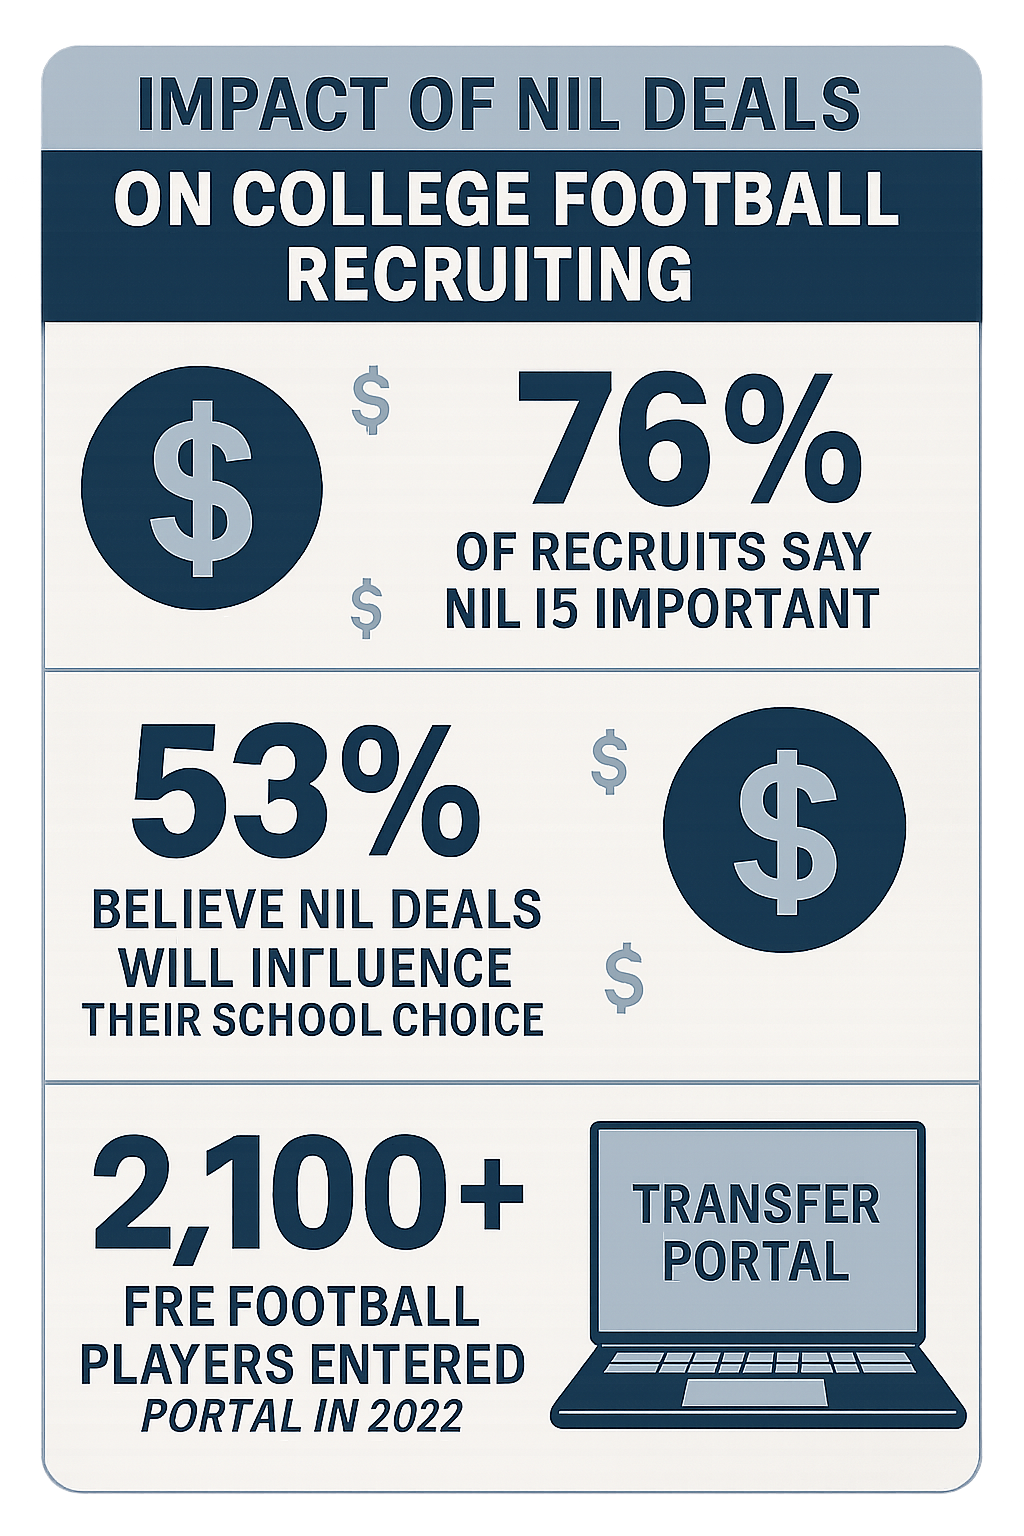 IMPACT OF NIL DEALS
ON COLLEGE FOOTBALL
RECRUITING
$
$
$
76%
OF RECRUITS SAY
NIL I5 IMPORTANT
53%
BELIEVE NIL DEALS
WILL INΓLUENCE
THEIR SCHOOL CHOICE
$
$
$
2,100+
FRE FOOTBALL
PLAYERS ENTERED
PORTAL IN 2022
TRANSFER
PORTAL